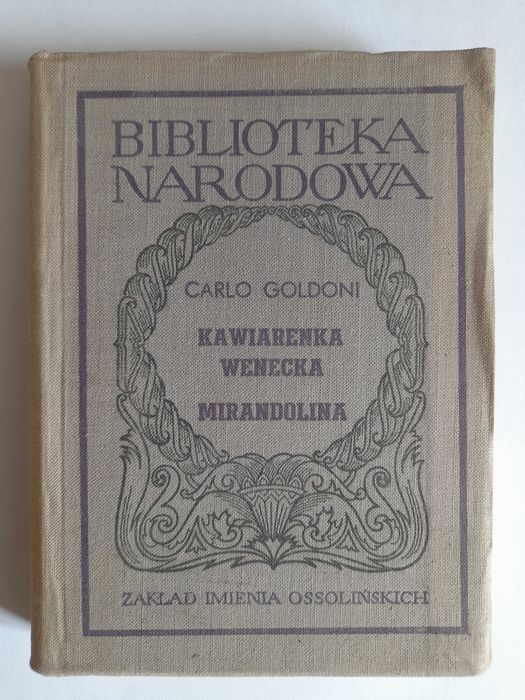 BIBLIOTEKA
NARODOWA
CARLO GOLDONI
KAWIARENKA
WENECKA
MIRANDOLINA
ZAKŁAD IMIENIA OSSOLIŃSKICH